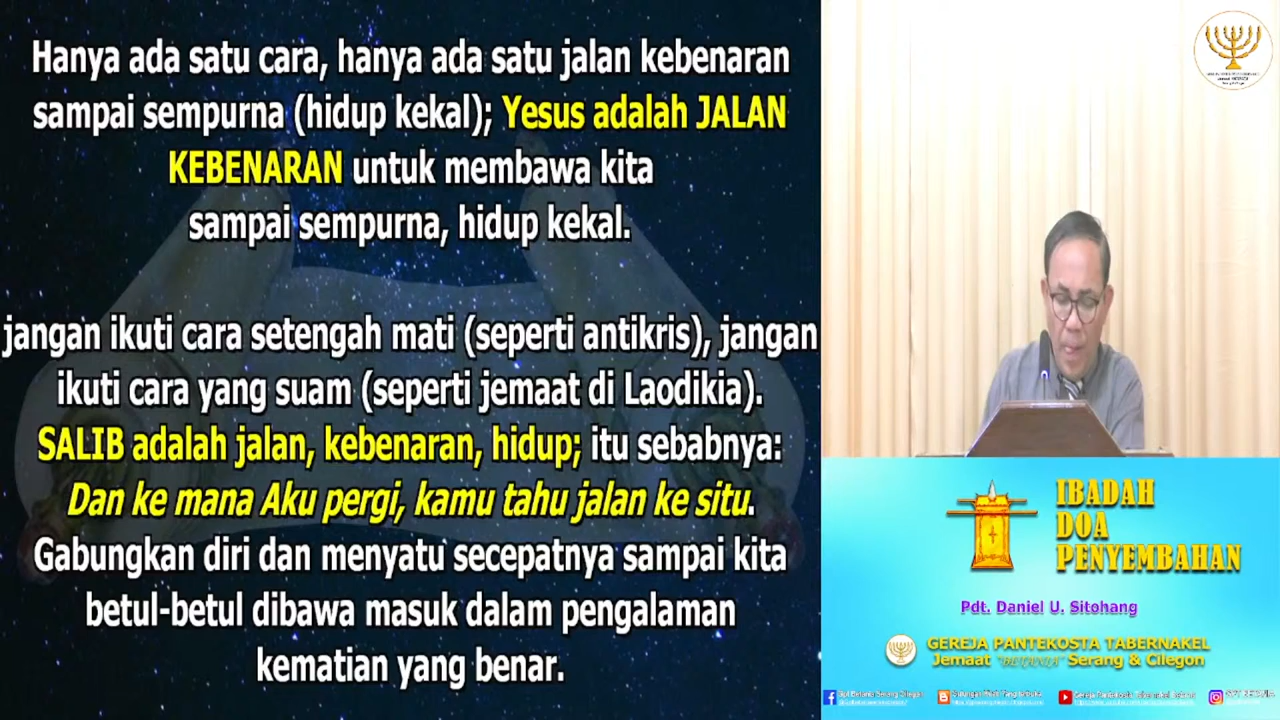 Hanya ada satu cara, hanya ada satu jalan kebenaran
sampai sempurna (hidup kekal); Yesus adalah JALAN
KEBENARAN untuk membawa kita
sampai sempurna, hidup kekal.
jangan ikuti cara setengah mati (seperti antikris), jangan
ikuti cara yang suam (seperti jemaat di Laodikia).
SALIB adalah jalan, kebenaran, hidup; itu sebabnya:
Dan ke mana Aku pergi, kamu tahu jalan ke situ.
Gabungkan diri dan menyatu secepatnya sampai kita
betul-betul dibawa masuk dalam pengalaman
kematian yang benar.
IBADAH
DOA
PENYEMBAHAN
Pdt. Daniel U. Sitohang
GEREJA PANTEKOSTA TABERNAKEL
Jemaat "BETANIA" Serang & Cilegon